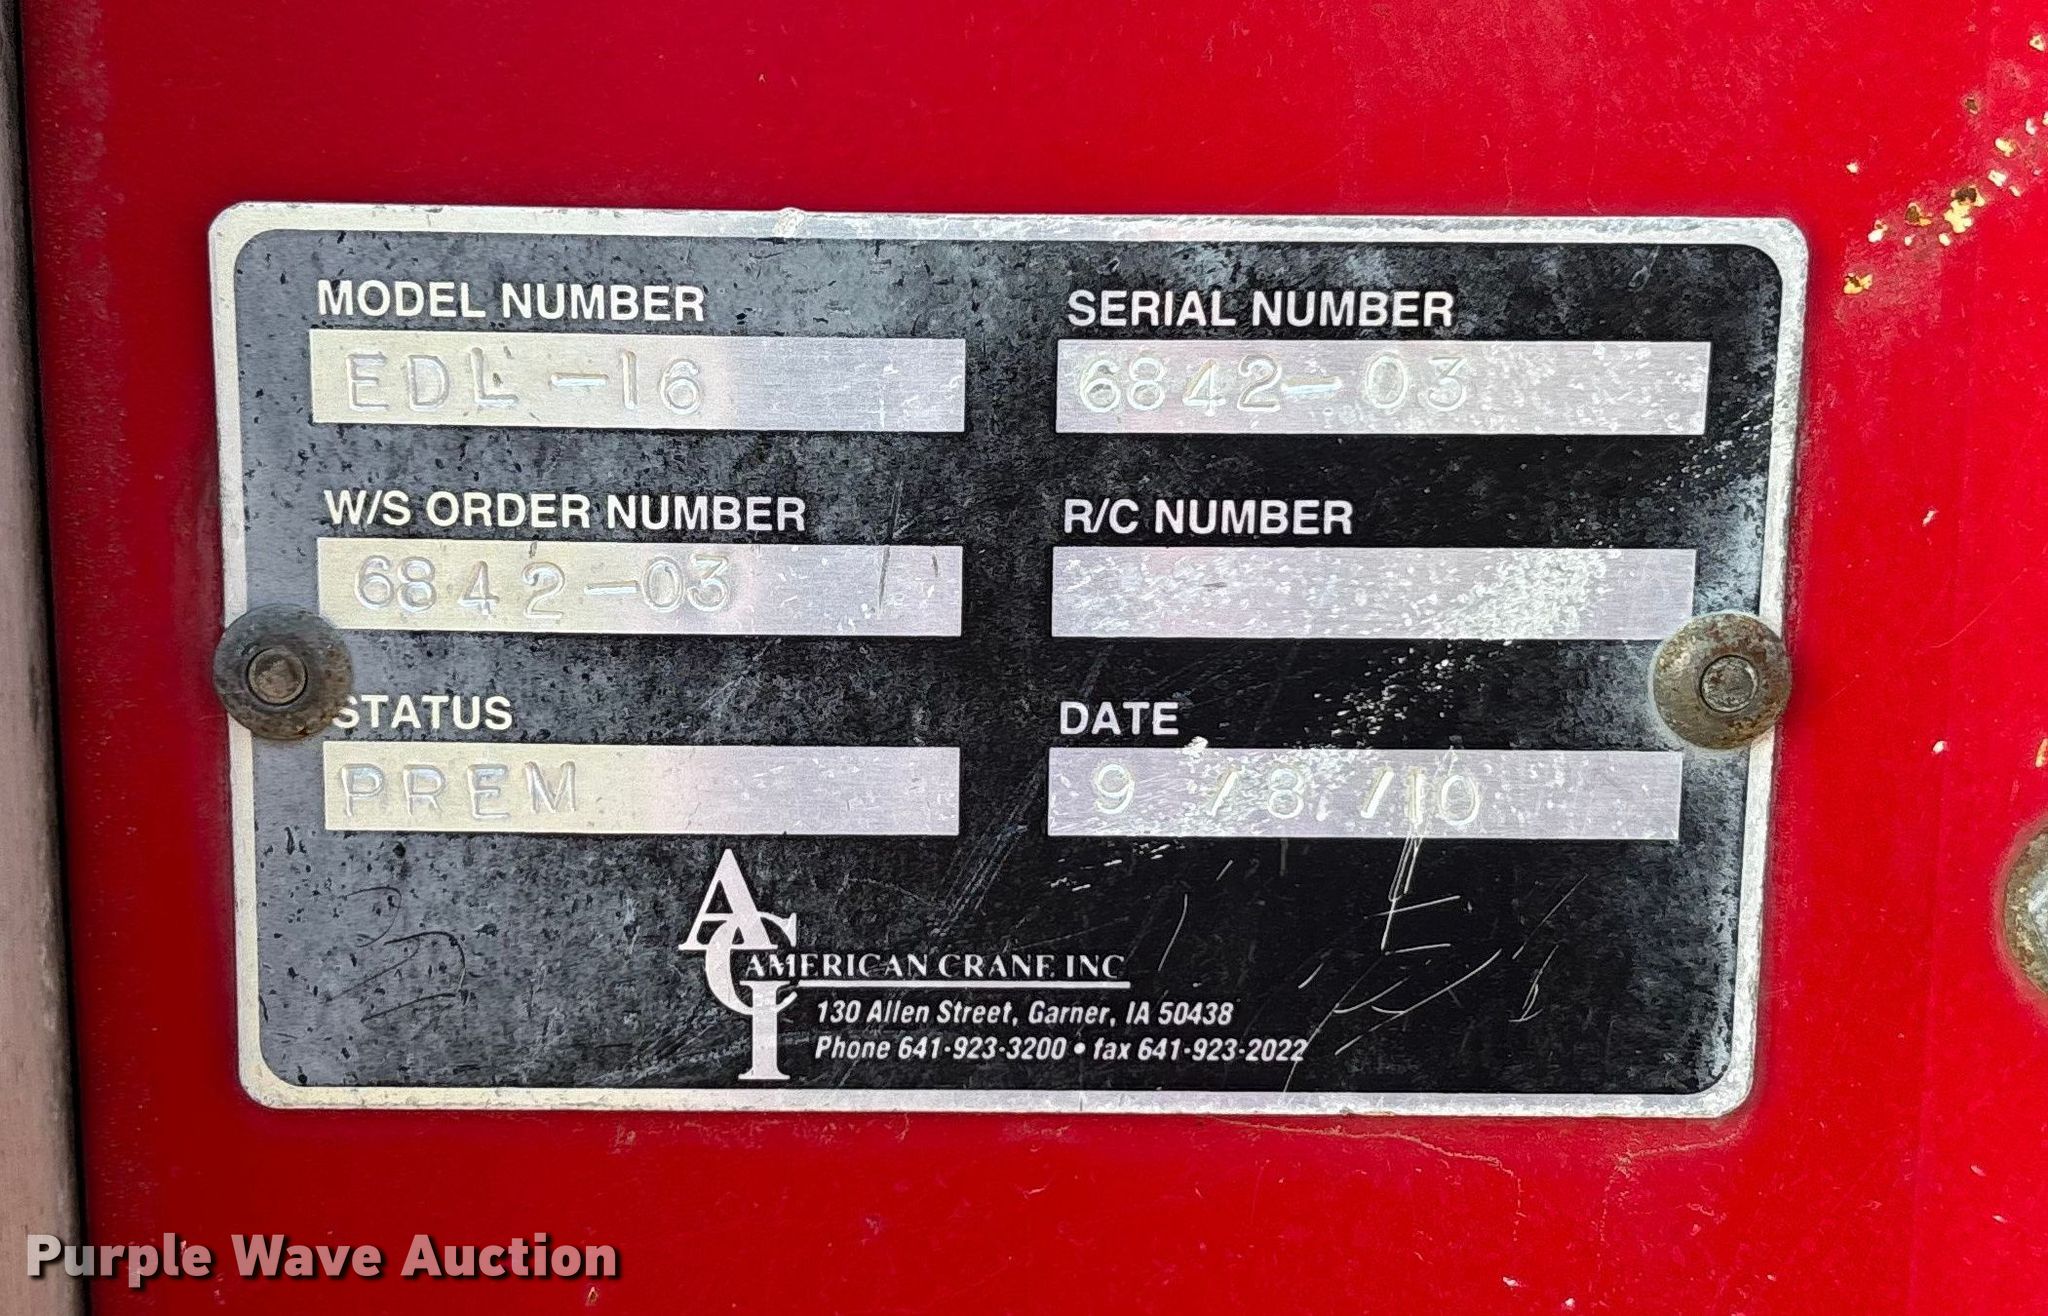 MODEL NUMBER
EDL-16
SERIAL NUMBER
6842-03
W/S ORDER NUMBER
6842-03
R/C NUMBER
STATUS
PREM
DATE
9 /8 /10
ACI
AMERICAN CRANE INC
130 Allen Street, Garner, IA 50438
Phone 641-923-3200 • fax 641-923-2022
Purple Wave Auction